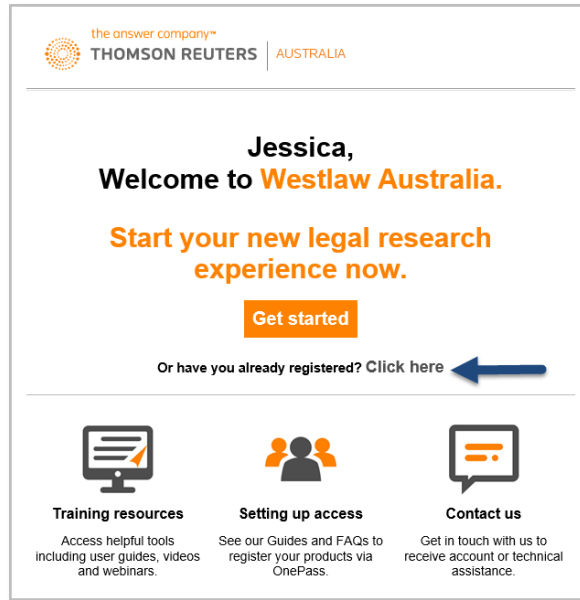 the answer company™
THOMSON REUTERS
AUSTRALIA
Jessica,
Welcome to Westlaw Australia.
Start your new legal research
experience now.
Get started
Or have you already registered? Click here
Training resources
Access helpful tools
including user guides, videos
and webinars.
Setting up access
See our Guides and FAQs to
register your products via
OnePass.
Contact us
Get in touch with us to
receive account or technical
assistance.